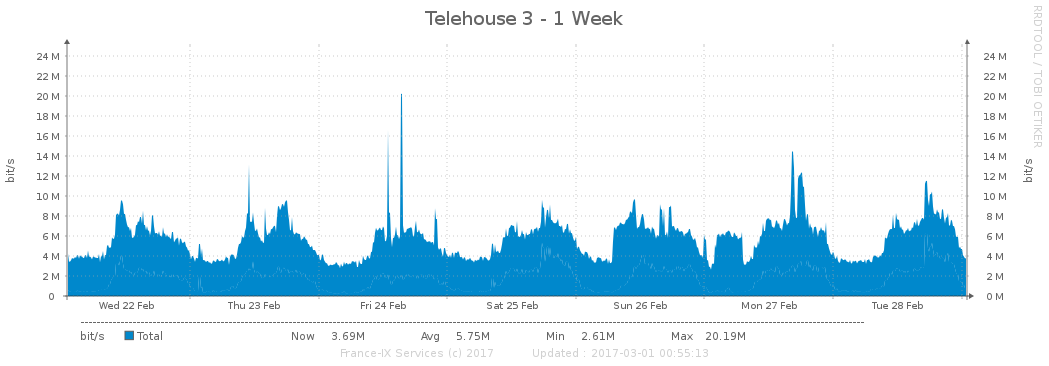 Telehouse 3 - 1 Week
RRDTOOL / TOBI OETIKER
24 M 24 M
22 M 22 M
20 M 20 M
18 M 18 M
16 M 16 M
14 M 14 M
12 M 12 M
10 M 10 M
8 M 8 M
6 M 6 M
4 M 4 M
2 M 2 M
0 0 M
bit/s bit/s
Wed 22 Feb Thu 23 Feb Fri 24 Feb Sat 25 Feb Sun 26 Feb Mon 27 Feb Tue 28 Feb
bit/s Total Now 3.69M Avg 5.75M Min 2.61M Max 20.19M
France-IX Services (c) 2017 Updated : 2017-03-01 00:55:13